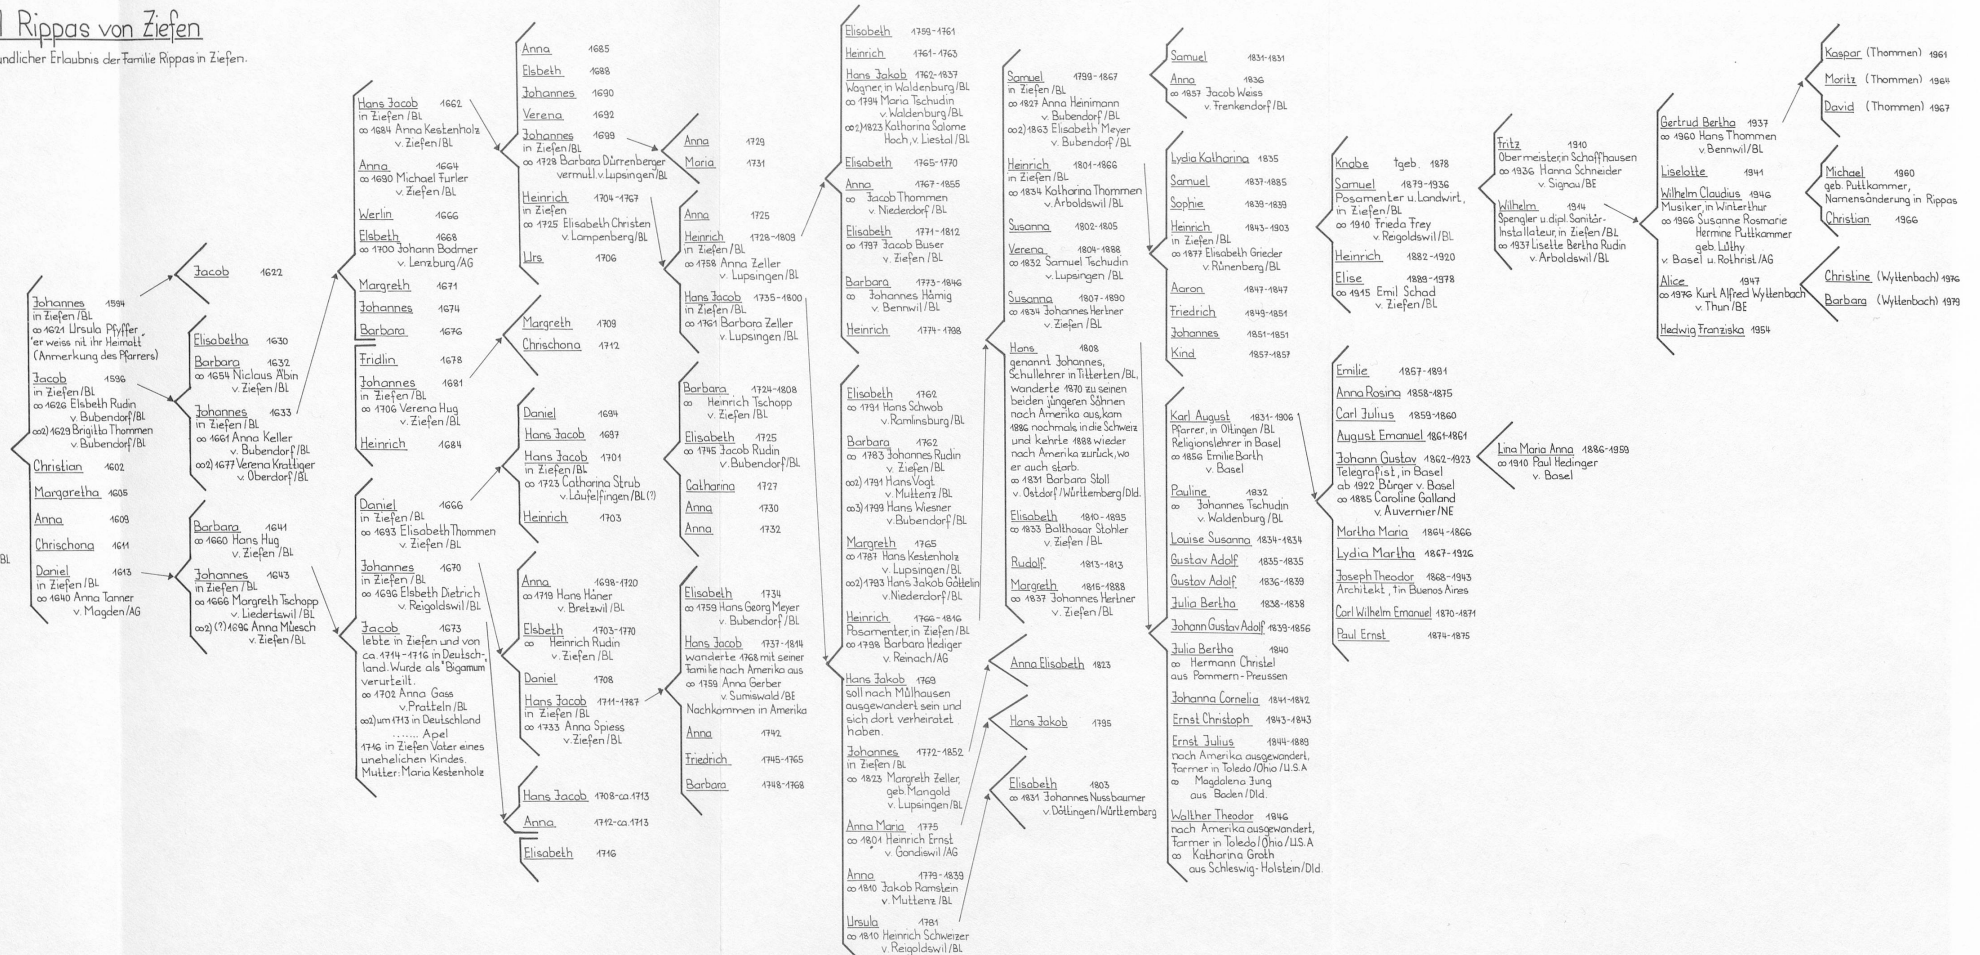 Rippas von Ziefen
ndlicher Erlaubnis der Familie Rippas in Ziefen.
BL
Johannes 1594
in Ziefen/BL
∞ 1621 Ursula Pfyffer
"er weiss nit ihr Heimatt"
(Anmerkung des Pfarrers)
Jacob 1596
in Ziefen/BL
∞ 1626 Elsbeth Rudin
v. Bubendorf/BL
∞2) 1629 Brigitta Thommen
v. Bubendorf/BL
Christian 1602
Margaretha 1605
Anna 1609
Chrischona 1611
Daniel 1613
in Ziefen/BL
∞ 1640 Anna Tanner
v. Magden/AG
Jacob 1622
Elisabetha 1630
Barbara 1632
∞ 1654 Niclaus Äbin
v. Ziefen/BL
Johannes 1633
in Ziefen/BL
∞ 1661 Anna Keller
v. Bubendorf/BL
∞2) 1677 Verena Krattiger
v. Oberdorf/BL
Barbara 1641
∞ 1660 Hans Hug
v. Ziefen/BL
Johannes 1643
in Ziefen/BL
∞ 1666 Margreth Tschopp
v. Liedertswil/BL
∞2) (?) 1696 Anna Müesch
v. Ziefen/BL
Hans Jacob 1662
in Ziefen/BL
∞ 1684 Anna Kestenholz
v. Ziefen/BL
Anna 1664
∞ 1690 Michael Furler
v. Ziefen/BL
Werlin 1666
Elsbeth 1668
∞ 1700 Johann Bodmer
v. Lenzburg/AG
Margreth 1671
Johannes 1674
Barbara 1676
Fridlin 1678
Johannes 1681
in Ziefen/BL
∞ 1706 Verena Hug
v. Ziefen/BL
Heinrich 1684
Daniel 1666
in Ziefen/BL
∞ 1693 Elisabeth Thommen
v. Ziefen/BL
Johannes 1670
in Ziefen/BL
∞ 1696 Elsbeth Dietrich
v. Reigoldswil/BL
Jacob 1673
lebte in Ziefen und von
ca. 1714-1716 in Deutsch-
land. Wurde als "Bigamum"
verurteilt.
∞ 1702 Anna Gass
v. Pratteln/BL
∞2) um 1713 in Deutschland
....... Apel
1716 in Ziefen Vater eines
unehelichen Kindes.
Mutter: Maria Kestenholz
Anna 1685
Elsbeth 1688
Johannes 1690
Verena 1692
Johannes 1699
in Ziefen/BL
∞ 1728 Barbara Dürrenberger
vermutl. v. Lupsingen/BL
Heinrich 1704-1767
in Ziefen
∞ 1725 Elisabeth Christen
v. Lampenberg/BL
Urs 1706
Margreth 1709
Chrischona 1712
Daniel 1694
Hans Jacob 1697
Hans Jacob 1701
in Ziefen/BL
∞ 1723 Catharina Strub
v. Läufelfingen/BL (?)
Heinrich 1703
Anna 1698-1720
∞ 1719 Hans Häner
v. Bretzwil/BL
Elsbeth 1703-1770
∞ Heinrich Rudin
v. Ziefen/BL
Daniel 1708
Hans Jacob 1711-1787
in Ziefen/BL
∞ 1733 Anna Spiess
v. Ziefen/BL
Hans Jacob 1708-ca. 1713
Anna 1712-ca. 1713
Elisabeth 1716
Anna 1729
Maria 1731
Anna 1725
Heinrich 1728-1809
in Ziefen/BL
∞ 1758 Anna Zeller
v. Lupsingen/BL
Hans Jacob 1735-1800
in Ziefen/BL
∞ 1761 Barbara Zeller
v. Lupsingen/BL
Barbara 1724-1808
∞ Heinrich Tschopp
v. Ziefen/BL
Elisabeth 1725
∞ 1745 Jacob Rudin
v. Bubendorf/BL
Catharina 1727
Anna 1730
Anna 1732
Elisabeth 1734
∞ 1759 Hans Georg Meyer
v. Bubendorf/BL
Hans Jacob 1737-1814
wanderte 1768 mit seiner
Familie nach Amerika aus
∞ 1759 Anna Gerber
v. Sumiswald/BE
Nachkommen in Amerika
Anna 1742
Friedrich 1745-1765
Barbara 1748-1768
Elisabeth 1759-1761
Heinrich 1761-1763
Hans Jakob 1762-1837
Wagner, in Waldenburg/BL
∞ 1794 Maria Tschudin
v. Waldenburg/BL
∞2) 1823 Katharina Salome
Hoch, v. Liestal/BL
Elisabeth 1765-1770
Anna 1767-1855
∞ Jacob Thommen
v. Niederdorf/BL
Elisabeth 1771-1812
∞ 1797 Jacob Buser
v. Ziefen/BL
Barbara 1773-1846
∞ Johannes Hämig
v. Bennwil/BL
Heinrich 1774-1798
Elisabeth 1762
∞ 1791 Hans Schwob
v. Ramlinsburg/BL
Barbara 1762
∞ 1783 Johannes Rudin
v. Ziefen/BL
∞2) 1791 Hans Vogt
v. Muttenz/BL
∞3) 1799 Hans Wiesner
v. Bubendorf/BL
Margreth 1765
∞ 1787 Hans Kestenholz
v. Lupsingen/BL
∞2) 1793 Hans Jakob Göttelin
v. Niederdorf/BL
Heinrich 1766-1816
Posamenter, in Ziefen/BL
∞ 1798 Barbara Hediger
v. Reinach/AG
Hans Jakob 1769
soll nach Mülhausen
ausgewandert sein und
sich dort verheiratet
haben.
Johannes 1772-1852
in Ziefen/BL
∞ 1823 Margreth Zeller,
geb. Mangold
v. Lupsingen/BL
Anna Maria 1775
∞ 1801 Heinrich Ernst
v. Gondiswil/AG
Anna 1779-1839
∞ 1810 Jakob Ramstein
v. Muttenz/BL
Ursula 1781
∞ 1810 Heinrich Schweizer
v. Reigoldswil/BL
Samuel 1799-1867
in Ziefen/BL
∞ 1827 Anna Heinimann
v. Bubendorf/BL
∞2) 1863 Elisabeth Meyer
v. Bubendorf/BL
Heinrich 1801-1866
in Ziefen/BL
∞ 1834 Katharina Thommen
v. Arboldswil/BL
Susanna 1802-1805
Verena 1804-1888
∞ 1832 Samuel Tschudin
v. Lupsingen/BL
Susanna 1807-1890
∞ 1834 Johannes Hertner
v. Ziefen/BL
Hans 1808
genannt Johannes,
Schullehrer in Titterten/BL,
wanderte 1870 zu seinen
beiden jüngeren Söhnen
nach Amerika aus, kam
1886 nochmals in die Schweiz
und kehrte 1888 wieder
nach Amerika zurück, wo
er auch starb.
∞ 1831 Barbara Stoll
v. Ostdorf/Württemberg/Dld.
Elisabeth 1810-1895
∞ 1833 Balthasar Stohler
v. Ziefen/BL
Rudolf 1813-1813
Margreth 1815-1888
∞ 1837 Johannes Hertner
v. Ziefen/BL
Anna Elisabeth 1823
Hans Jakob 1795
Elisabeth 1803
∞ 1831 Johannes Nussbaumer
v. Döttingen/Württemberg
Samuel 1831-1831
Anna 1836
∞ 1857 Jacob Weiss
v. Frenkendorf/BL
Lydia Katharina 1835
Samuel 1837-1885
Sophie 1839-1839
Heinrich 1843-1903
in Ziefen/BL
∞ 1877 Elisabeth Grieder
v. Rünenberg/BL
Aaron 1847-1847
Friedrich 1849-1851
Johannes 1851-1851
Kind 1857-1857
Karl August 1831-1906
Pfarrer, in Oltingen/BL
Religionslehrer in Basel
∞ 1856 Emilie Barth
v. Basel
Pauline 1832
∞ Johannes Tschudin
v. Waldenburg/BL
Louise Susanna 1834-1834
Gustav Adolf 1835-1835
Gustav Adolf 1836-1839
Julia Bertha 1838-1838
Johann Gustav Adolf 1839-1856
Julia Bertha 1840
∞ Hermann Christel
aus Pommern-Preussen
Johanna Cornelia 1841-1842
Ernst Christoph 1843-1843
Ernst Julius 1844-1889
nach Amerika ausgewandert,
Farmer in Toledo/Ohio/U.S.A
∞ Magdalena Jung
aus Baden/Dld.
Walther Theodor 1846
nach Amerika ausgewandert,
Farmer in Toledo/Ohio/U.S.A
∞ Katharina Groth
aus Schleswig-Holstein/Dld.
Knabe †geb. 1878
Samuel 1879-1936
Posamenter u. Landwirt,
in Ziefen/BL
∞ 1910 Frieda Frey
v. Reigoldswil/BL
Heinrich 1882-1920
Elise 1889-1978
∞ 1915 Emil Schad
v. Ziefen/BL
Emilie 1857-1891
Anna Rosina 1858-1875
Carl Julius 1859-1860
August Emanuel 1861-1861
Johann Gustav 1862-1923
Telegrafist, in Basel
ab 1922 Bürger v. Basel
∞ 1885 Caroline Galland
v. Auvernier/NE
Martha Maria 1864-1866
Lydia Martha 1867-1926
Joseph Theodor 1868-1943
Architekt, † in Buenos Aires
Carl Wilhelm Emanuel 1870-1871
Paul Ernst 1874-1875
Fritz 1910
Obermeister, in Schaffhausen
∞ 1936 Hanna Schneider
v. Signau/BE
Wilhelm 1914
Spengler u. dipl. Sanitär-
Installateur, in Ziefen/BL
∞ 1937 Lisette Bertha Rudin
v. Arboldswil/BL
Lina Maria Anna 1886-1959
∞ 1910 Paul Hedinger
v. Basel
Gertrud Bertha 1937
∞ 1960 Hans Thommen
v. Bennwil/BL
Liselotte 1941
Wilhelm Claudius 1946
Musiker, in Winterthur
∞ 1966 Susanne Rosmarie
Hermine Puttkammer
geb. Lüthy
v. Basel u. Rothrist/AG
Alice 1947
∞ 1976 Kurt Alfred Wyttenbach
v. Thun/BE
Hedwig Franziska 1954
Kaspar (Thommen) 1961
Moritz (Thommen) 1964
David (Thommen) 1967
Michael 1960
geb. Puttkammer,
Namensänderung in Rippas
Christian 1966
Christine (Wyttenbach) 1976
Barbara (Wyttenbach) 1979